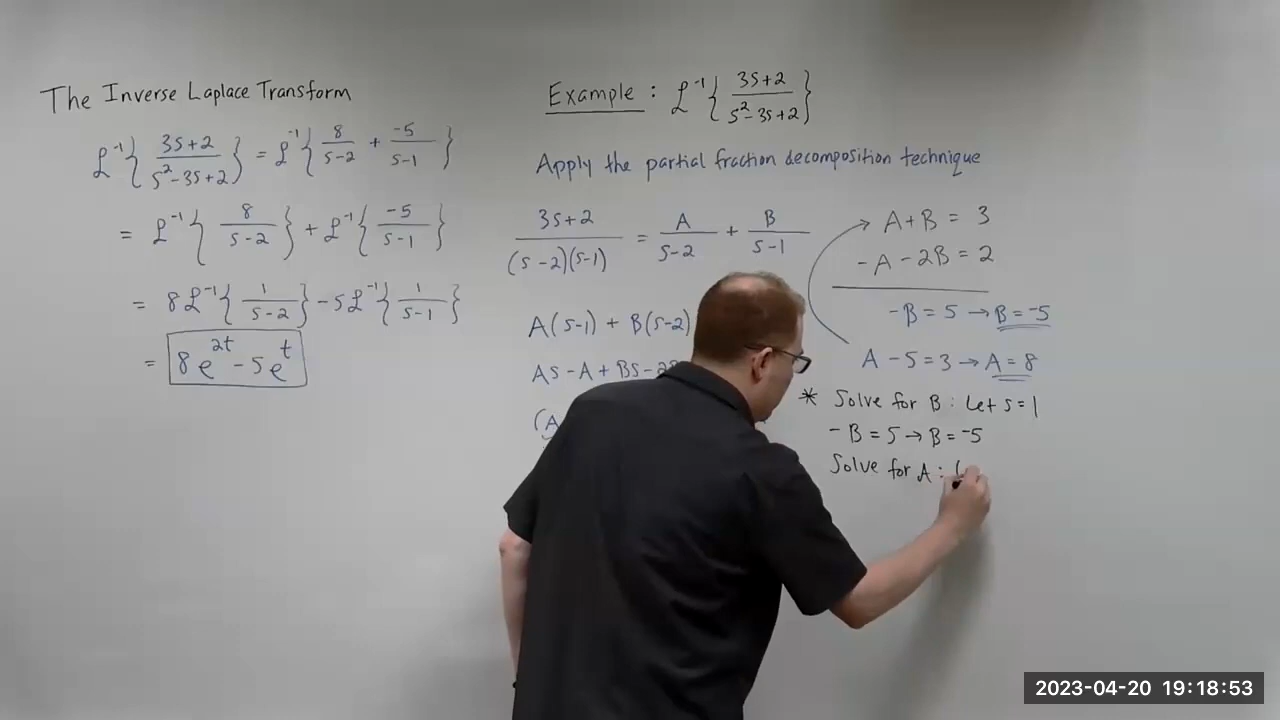 The Inverse Laplace Transform
ℒ⁻¹{(3s+2)/(s²-3s+2)} = ℒ⁻¹{8/(s-2) + -5/(s-1)}
= ℒ⁻¹{8/(s-2)} + ℒ⁻¹{-5/(s-1)}
= 8ℒ⁻¹{1/(s-2)} - 5ℒ⁻¹{1/(s-1)}
= 8e^{2t} - 5e^{t}
Example : ℒ⁻¹{(3s+2)/(s²-3s+2)}
Apply the partial fraction decomposition technique
(3s+2)/((s-2)(s-1)) = A/(s-2) + B/(s-1)
A(s-1) + B(s-2)
As - A + Bs -
(A
A+B = 3
-A - 2B = 2
-B = 5 → B = -5
A - 5 = 3 → A = 8
* Solve for B : Let s = 1
-B = 5 → B = -5
Solve for A :
2023-04-20 19:18:53